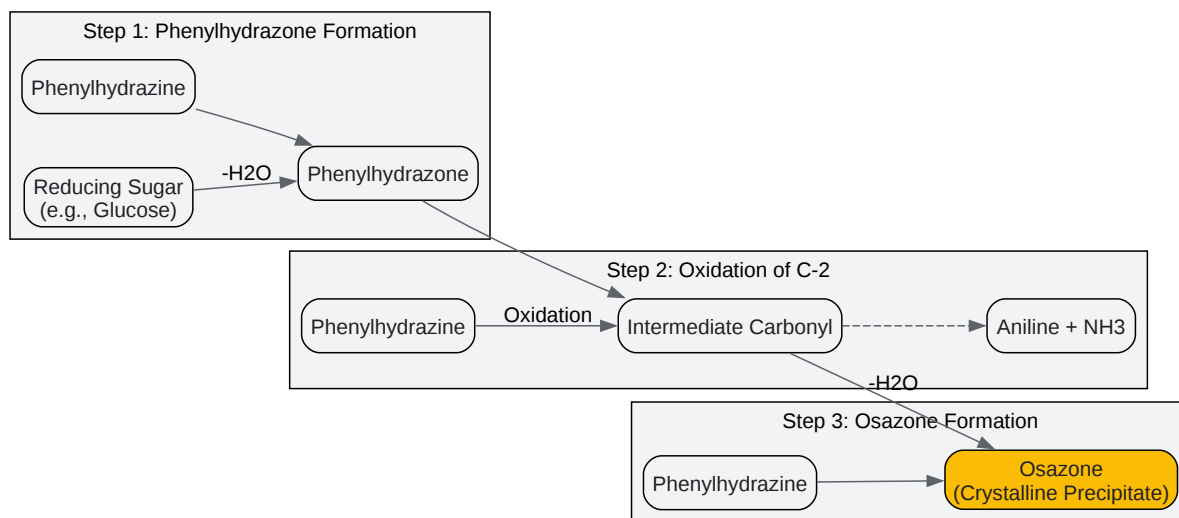 Step 1: Phenylhydrazone Formation
Phenylhydrazine
Reducing Sugar
(e.g., Glucose)
-H2O
Phenylhydrazone
Step 2: Oxidation of C-2
Phenylhydrazine
Oxidation
Intermediate Carbonyl
Aniline + NH3
-H2O
Step 3: Osazone Formation
Phenylhydrazine
Osazone
(Crystalline Precipitate)